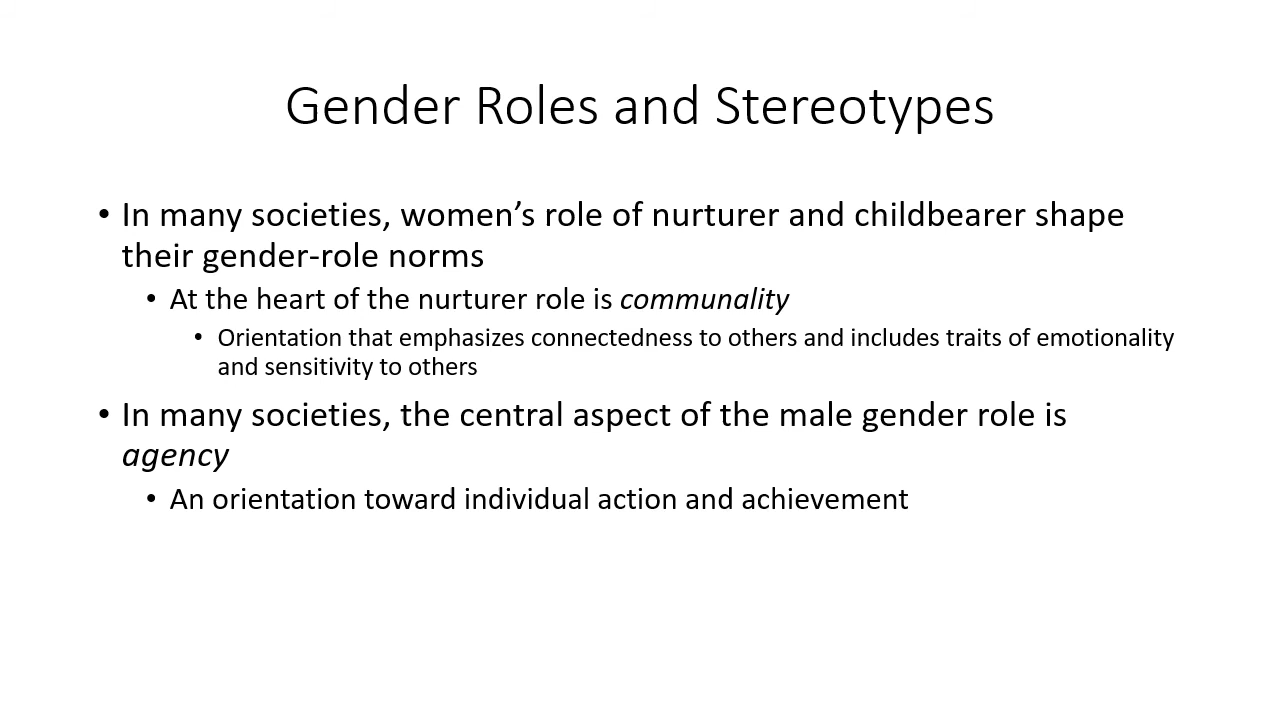 Gender Roles and Stereotypes
• In many societies, women’s role of nurturer and childbearer shape
their gender-role norms
• At the heart of the nurturer role is communality
• Orientation that emphasizes connectedness to others and includes traits of emotionality
and sensitivity to others
• In many societies, the central aspect of the male gender role is
agency
• An orientation toward individual action and achievement